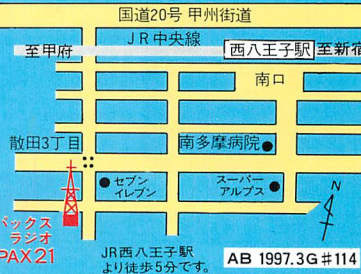 国道20号 甲州街道
JR中央線
至甲府
西八王子駅
至新宿
南口
散田3丁目
南多摩病院
セブン
イレブン
スーパー
アルプス
N
パックス
ラジオ
PAX21
JR西八王子駅
より徒歩5分です。
AB 1997.3G♯114